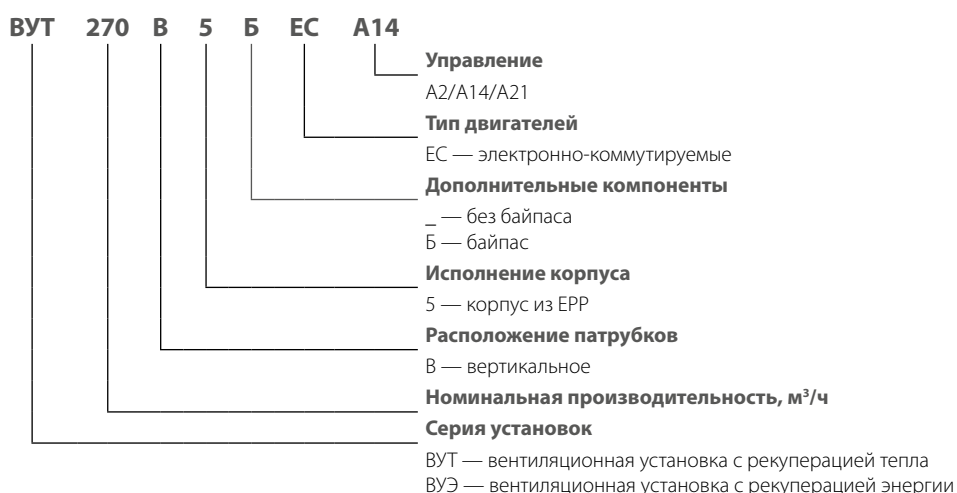 ВУТ 270 В 5 Б ЕС А14
Управление
А2/А14/А21
Тип двигателей
ЕС — электронно-коммутируемые
Дополнительные компоненты
_ — без байпаса
Б — байпас
Исполнение корпуса
5 — корпус из EPP
Расположение патрубков
В — вертикальное
Номинальная производительность, м³/ч
Серия установок
ВУТ — вентиляционная установка с рекуперацией тепла
ВУЭ — вентиляционная установка с рекуперацией энергии